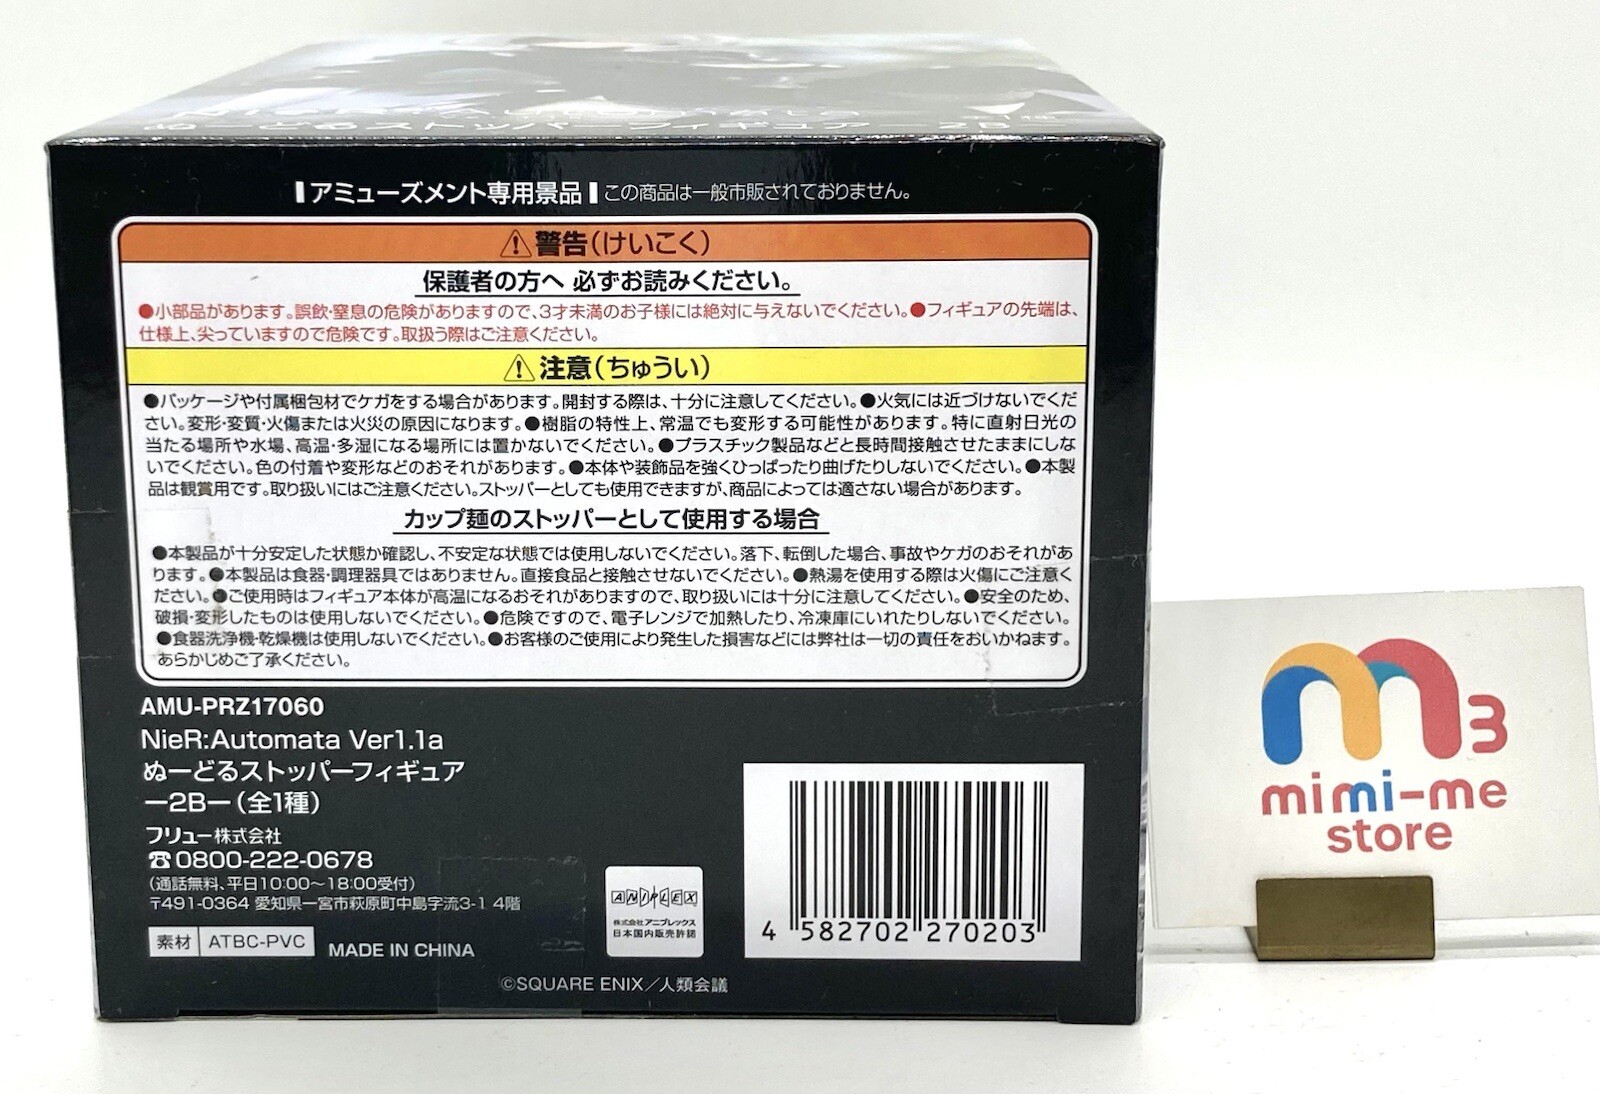 ぬーどるストッパーフィギュア －2B－
▎アミューズメント専用景品▎この商品は一般市販されておりません。
⚠警告(けいこく)
保護者の方へ 必ずお読みください。
●小部品があります。誤飲・窒息の危険がありますので、3才未満のお子様には絶対に与えないでください。●フィギュアの先端は、
仕様上、尖っていますので危険です。取扱う際はご注意ください。
⚠注意(ちゅうい)
●パッケージや付属梱包材でケガをする場合があります。開封する際は、十分に注意してください。●火気には近づけないでくだ
さい。変形・変質・火傷または火災の原因になります。●樹脂の特性上、常温でも変形する可能性があります。特に直射日光の
当たる場所や水場、高温・多湿になる場所には置かないでください。●プラスチック製品などと長時間接触させたままにしな
いでください。色の付着や変形などのおそれがあります。●本体や装飾品を強くひっぱったり曲げたりしないでください。●本製
品は観賞用です。取り扱いにはご注意ください。ストッパーとしても使用できますが、商品によっては適さない場合があります。
カップ麺のストッパーとして使用する場合
●本製品が十分安定した状態か確認し、不安定な状態では使用しないでください。落下、転倒した場合、事故やケガのおそれがあ
ります。●本製品は食器・調理器具ではありません。直接食品と接触させないでください。●熱湯を使用する際は火傷にご注意く
ださい。●ご使用時はフィギュア本体が高温になるおそれがありますので、取り扱いには十分に注意してください。●安全のため、
破損・変形したものは使用しないでください。●危険ですので、電子レンジで加熱したり、冷凍庫にいれたりしないでください。
●食器洗浄機・乾燥機は使用しないでください。●お客様のご使用により発生した損害などには弊社は一切の責任をおいかねます。
あらかじめご了承ください。
AMU-PRZ17060
NieR:Automata Ver1.1a
ぬーどるストッパーフィギュア
－2B－(全1種)
フリュー株式会社
☎0800-222-0678
(通話無料、平日10:00～18:00受付)
〒491-0364 愛知県一宮市萩原町中島字流3-1 4階
素材 ATBC-PVC MADE IN CHINA
ANIPLEX
株式会社アニプレックス
日本国内販売許諾
4 582702 270203
©SQUARE ENIX／人類会議
m3
mimi-me
store